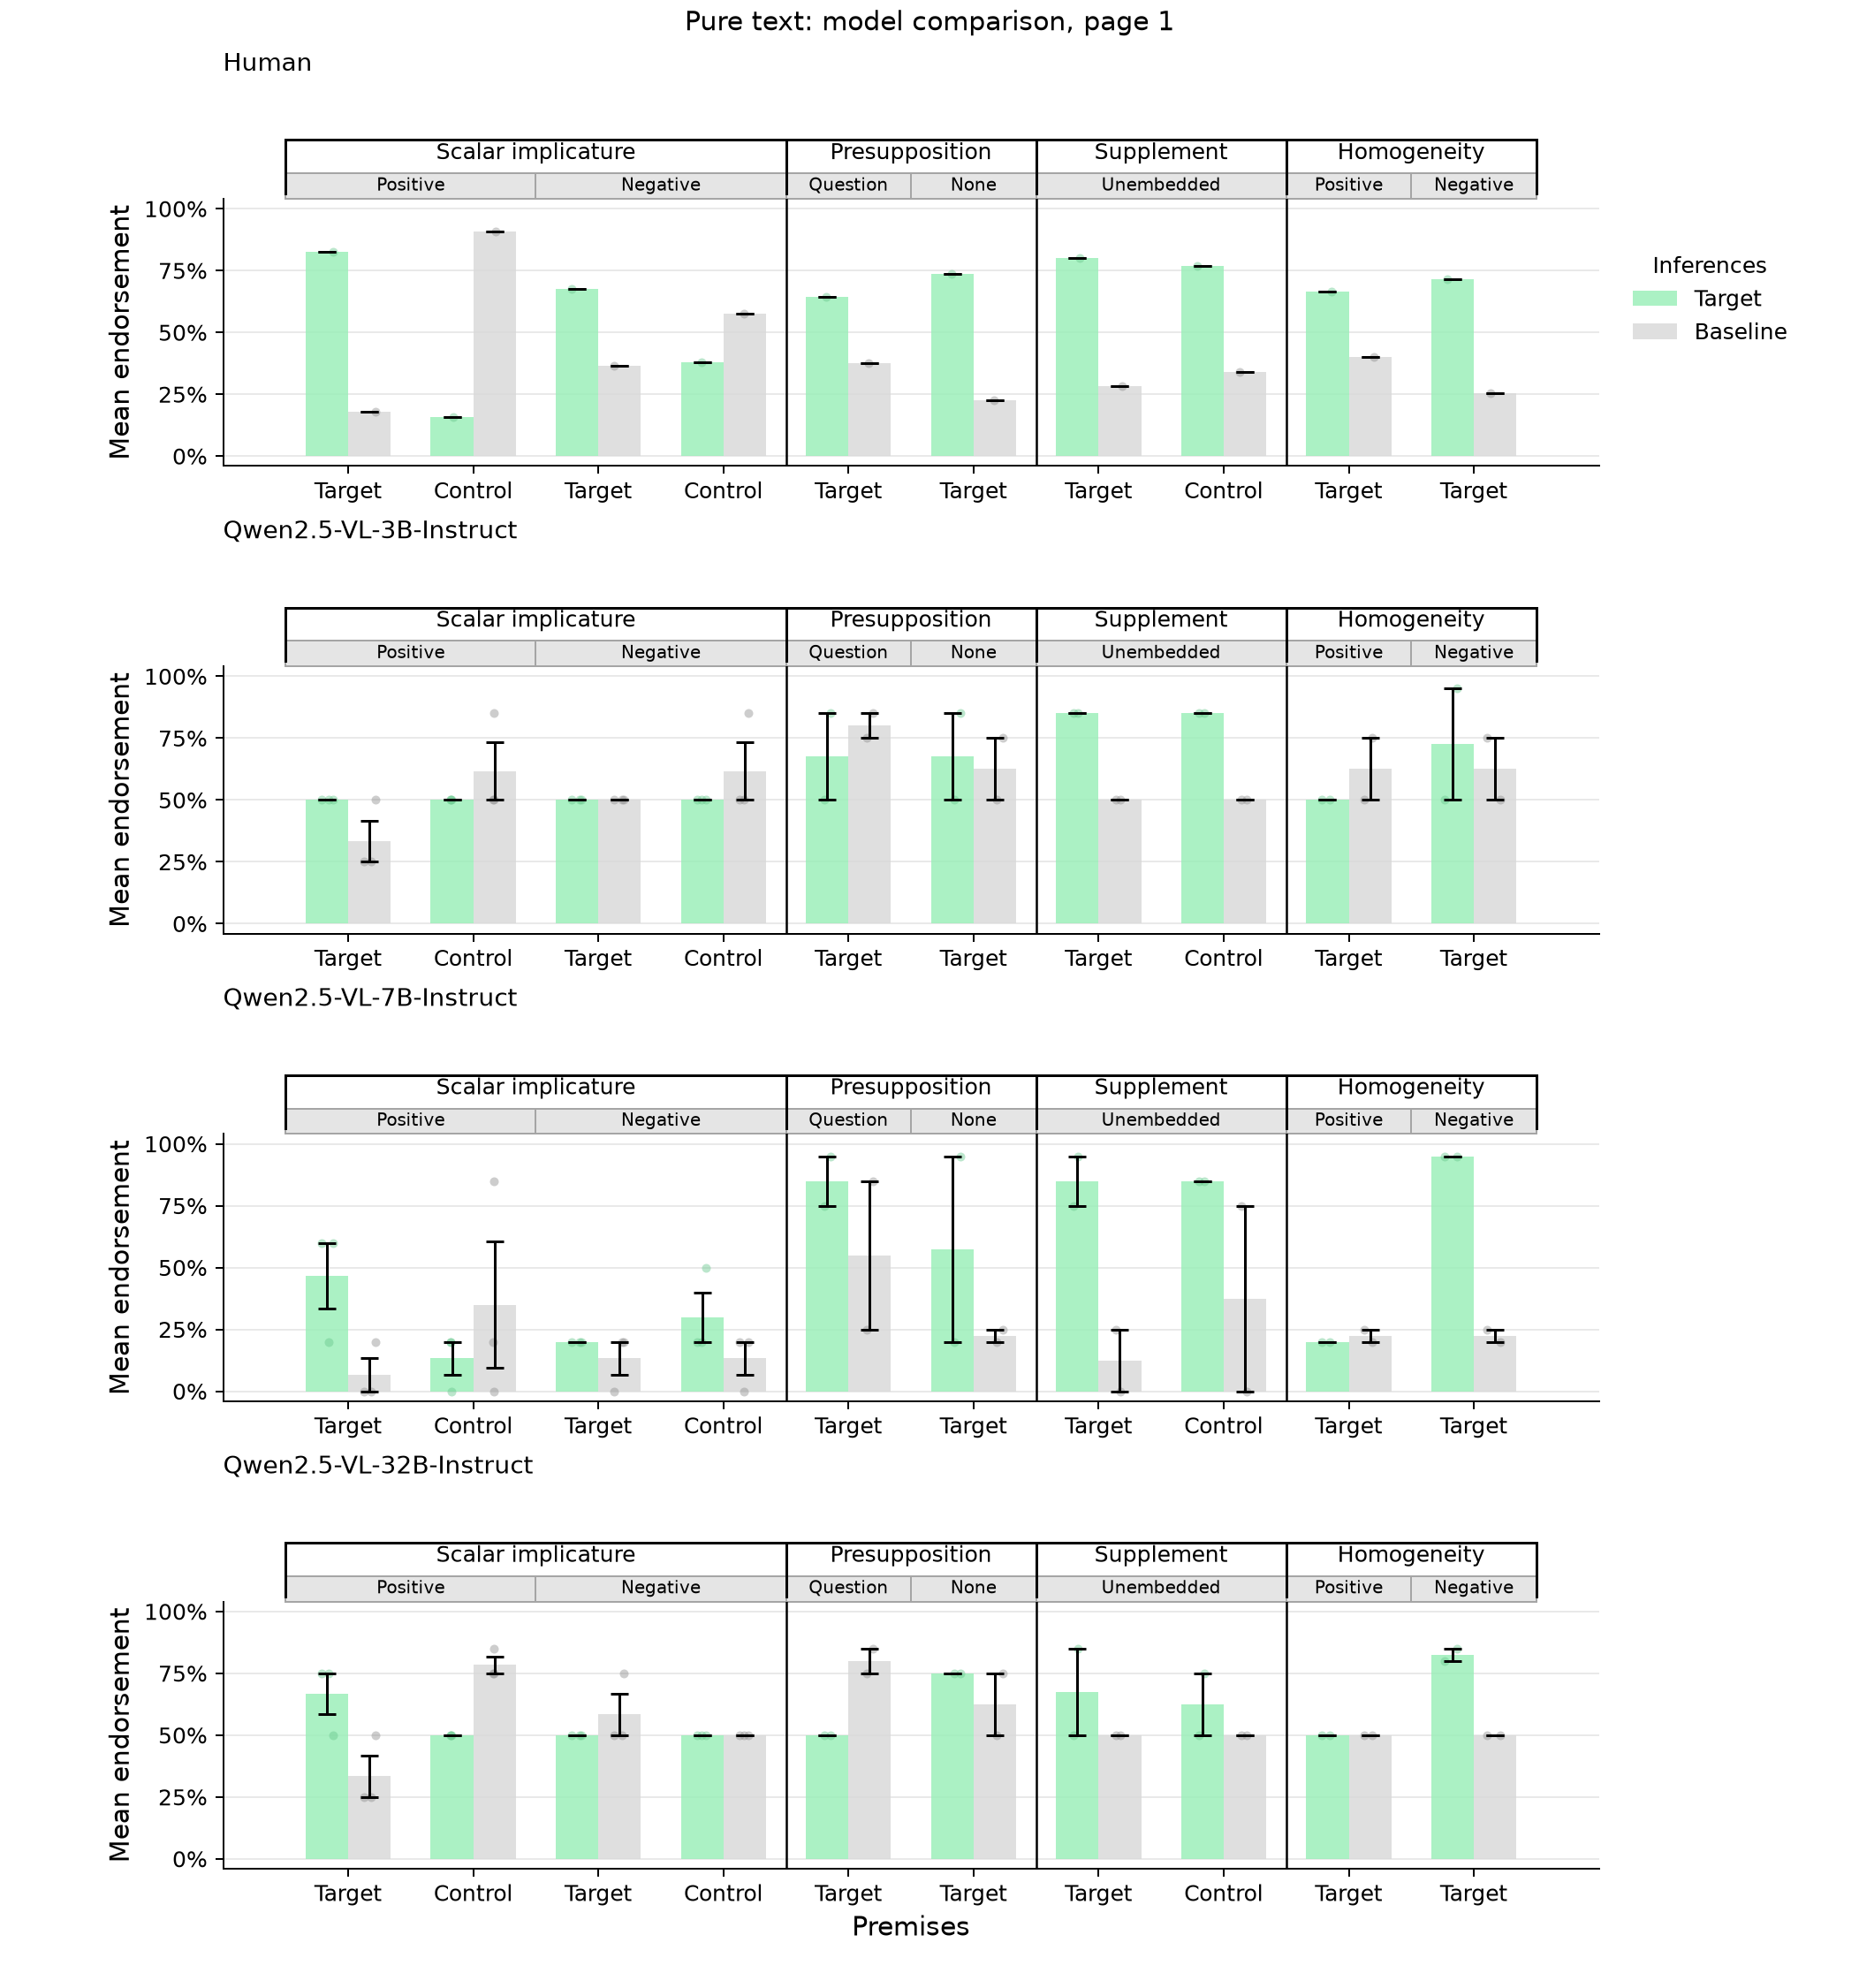 Pure text: model comparison, page 1
Human
Scalar implicature Presupposition Supplement Homogeneity
Positive Negative Question None Unembedded Positive Negative
Mean endorsement
100%
75%
50%
25%
0%
Target Control Target Control Target Target Target Control Target Target
Inferences
Target
Baseline
Qwen2.5-VL-3B-Instruct
Scalar implicature Presupposition Supplement Homogeneity
Positive Negative Question None Unembedded Positive Negative
Mean endorsement
100%
75%
50%
25%
0%
Target Control Target Control Target Target Target Control Target Target
Qwen2.5-VL-7B-Instruct
Scalar implicature Presupposition Supplement Homogeneity
Positive Negative Question None Unembedded Positive Negative
Mean endorsement
100%
75%
50%
25%
0%
Target Control Target Control Target Target Target Control Target Target
Qwen2.5-VL-32B-Instruct
Scalar implicature Presupposition Supplement Homogeneity
Positive Negative Question None Unembedded Positive Negative
Mean endorsement
100%
75%
50%
25%
0%
Target Control Target Control Target Target Target Control Target Target
Premises